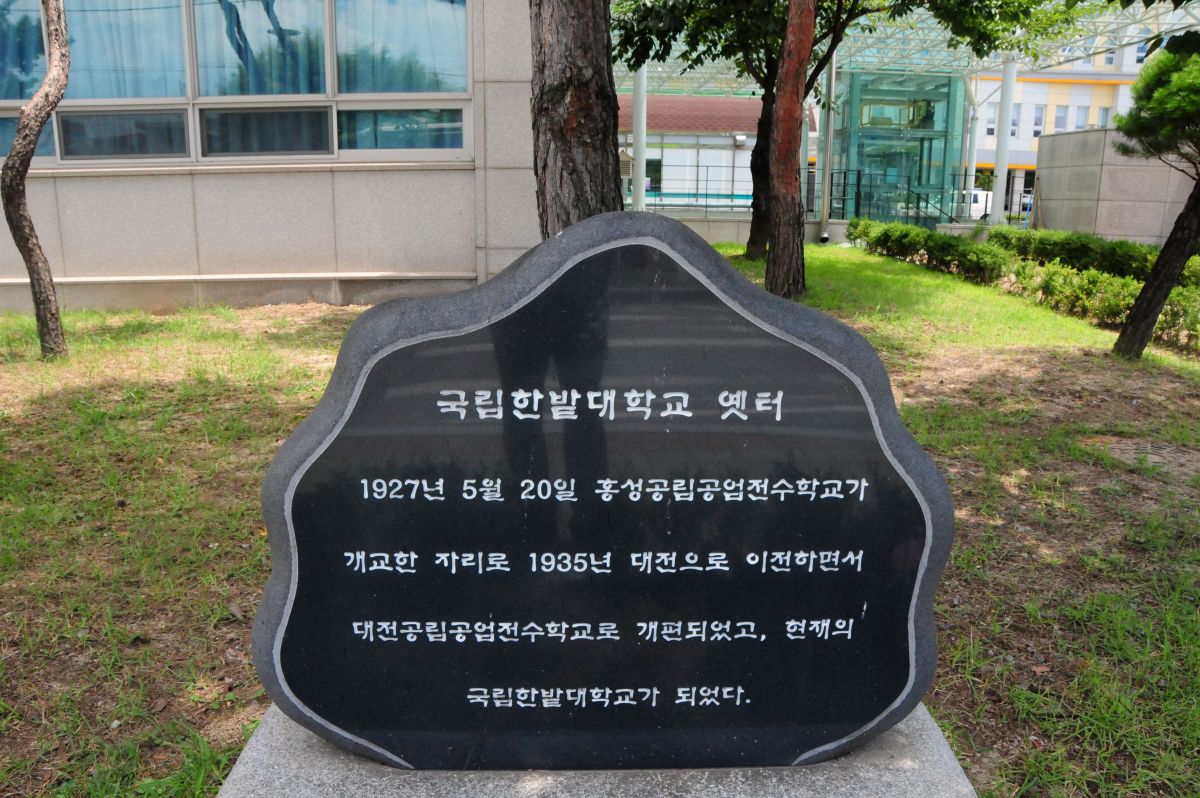 국립한밭대학교 옛터
1927년 5월 20일 홍성공립공업전수학교가
개교한 자리로 1935년 대전으로 이전하면서
대전공립공업전수학교로 개편되었고, 현재의
국립한밭대학교가 되었다.